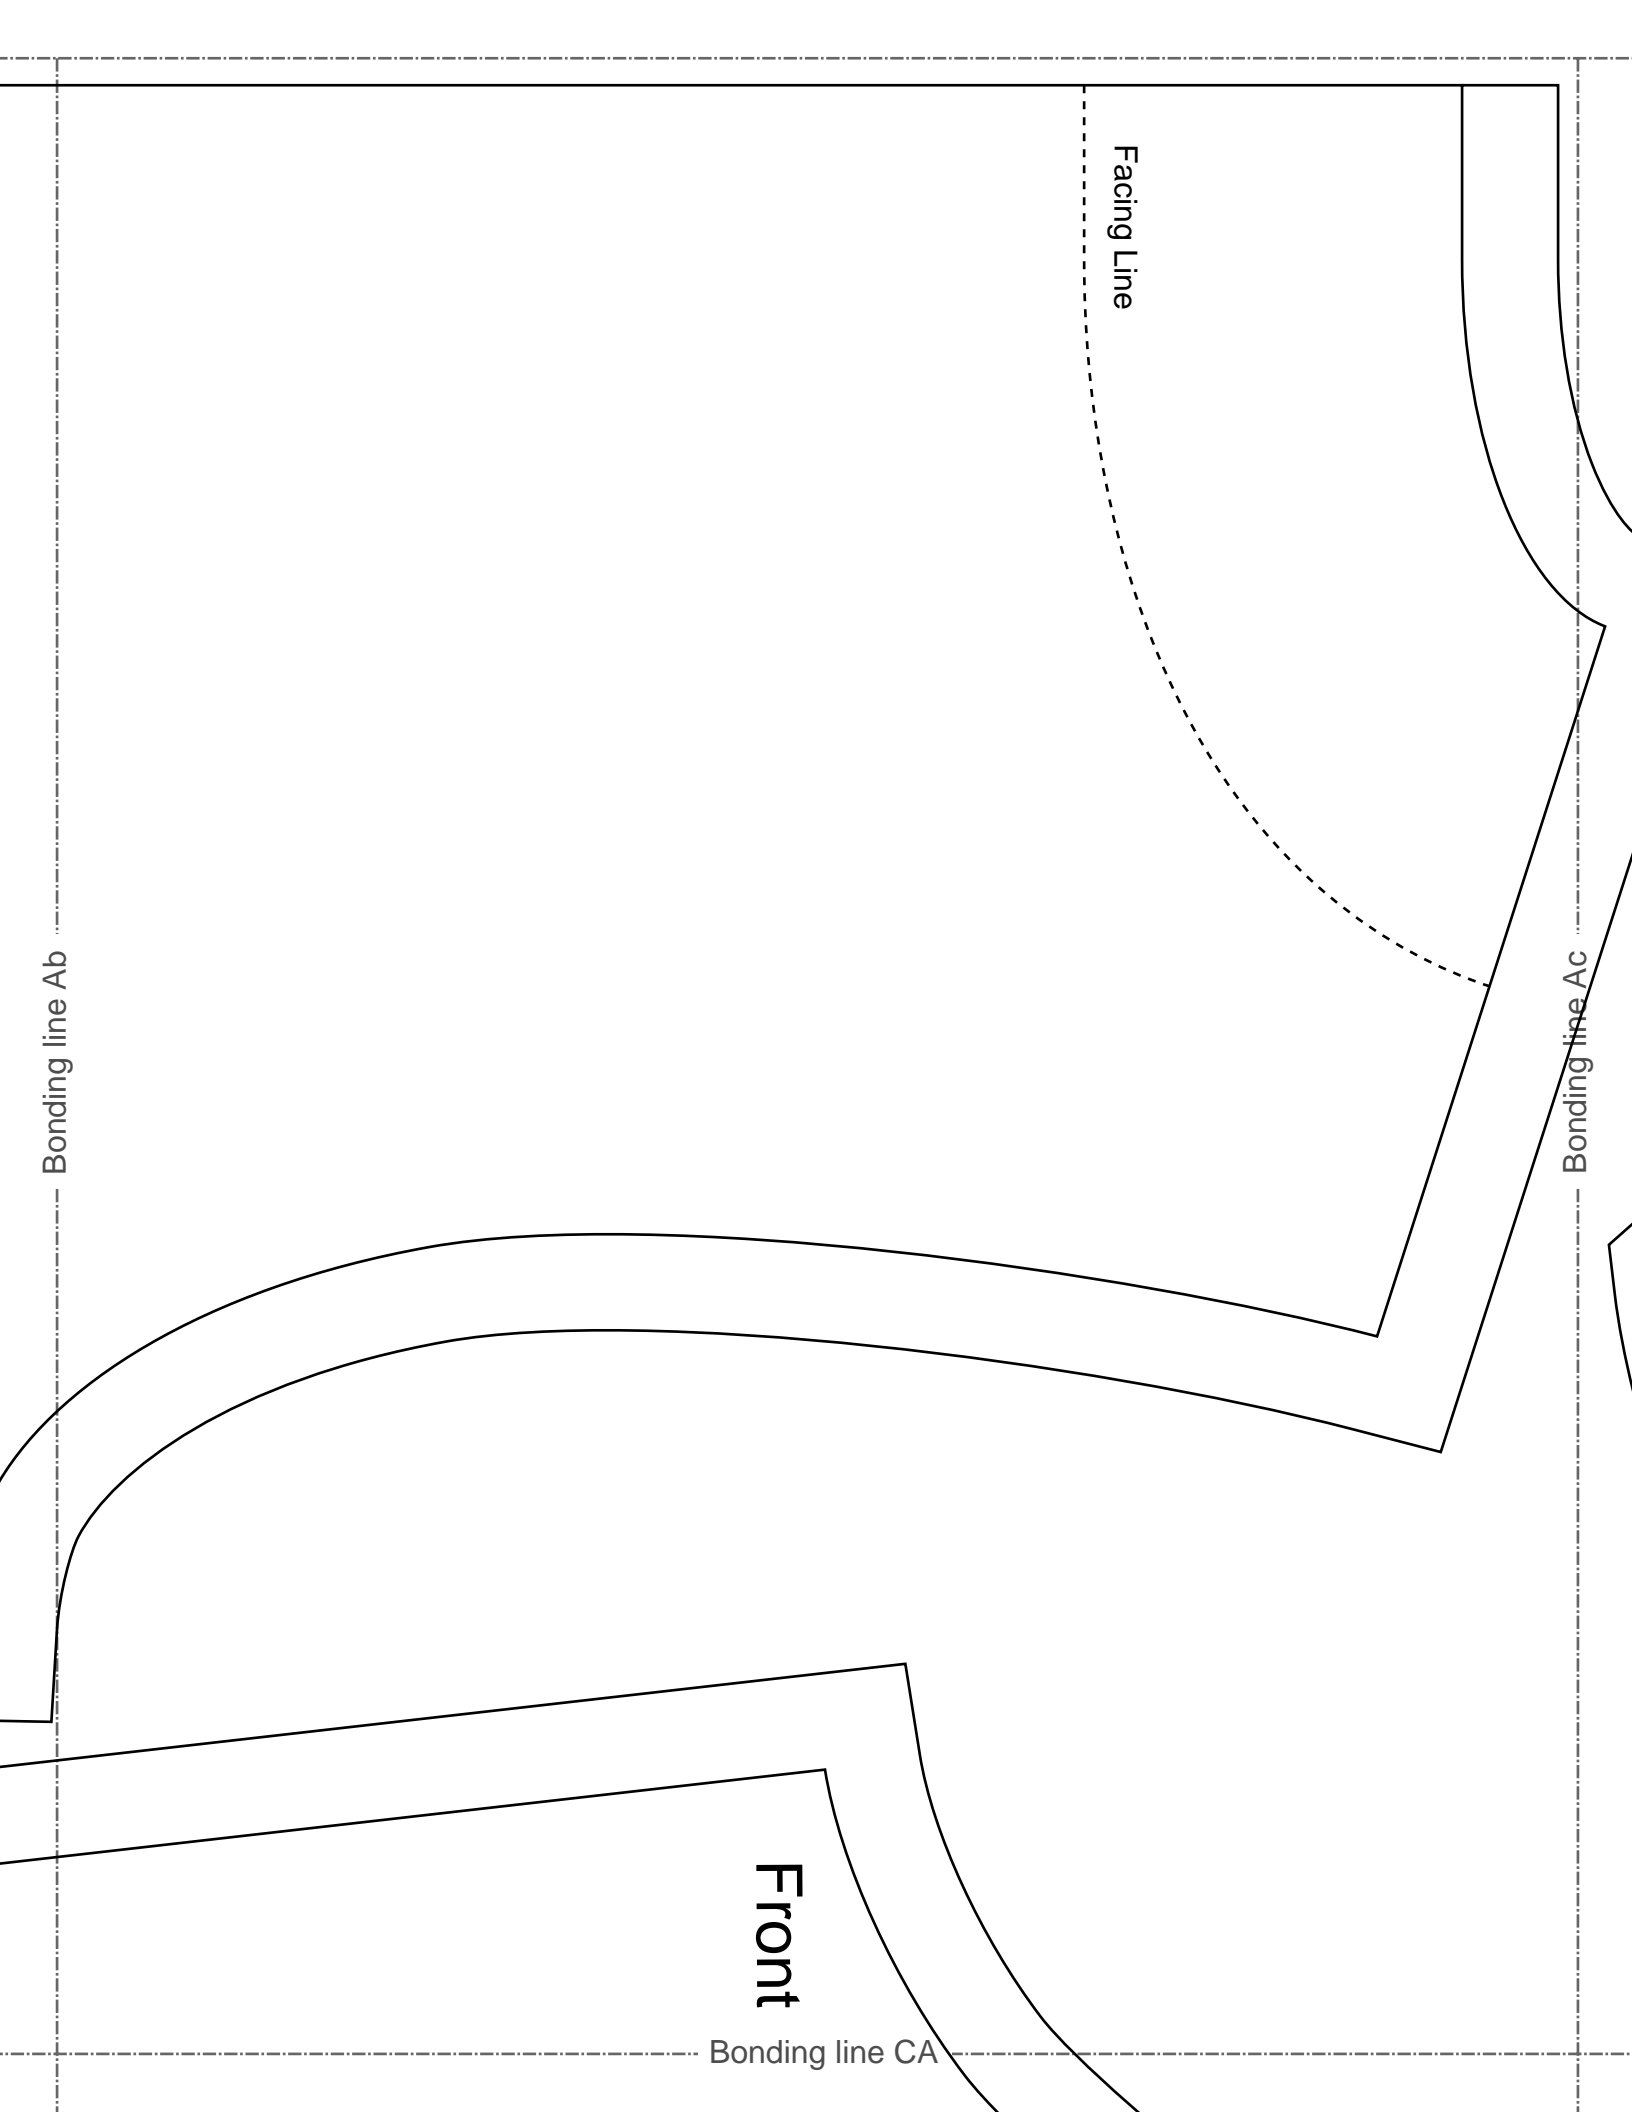 Facing Line
Bonding line Ab
Bonding line Ac
Front
Bonding line CA